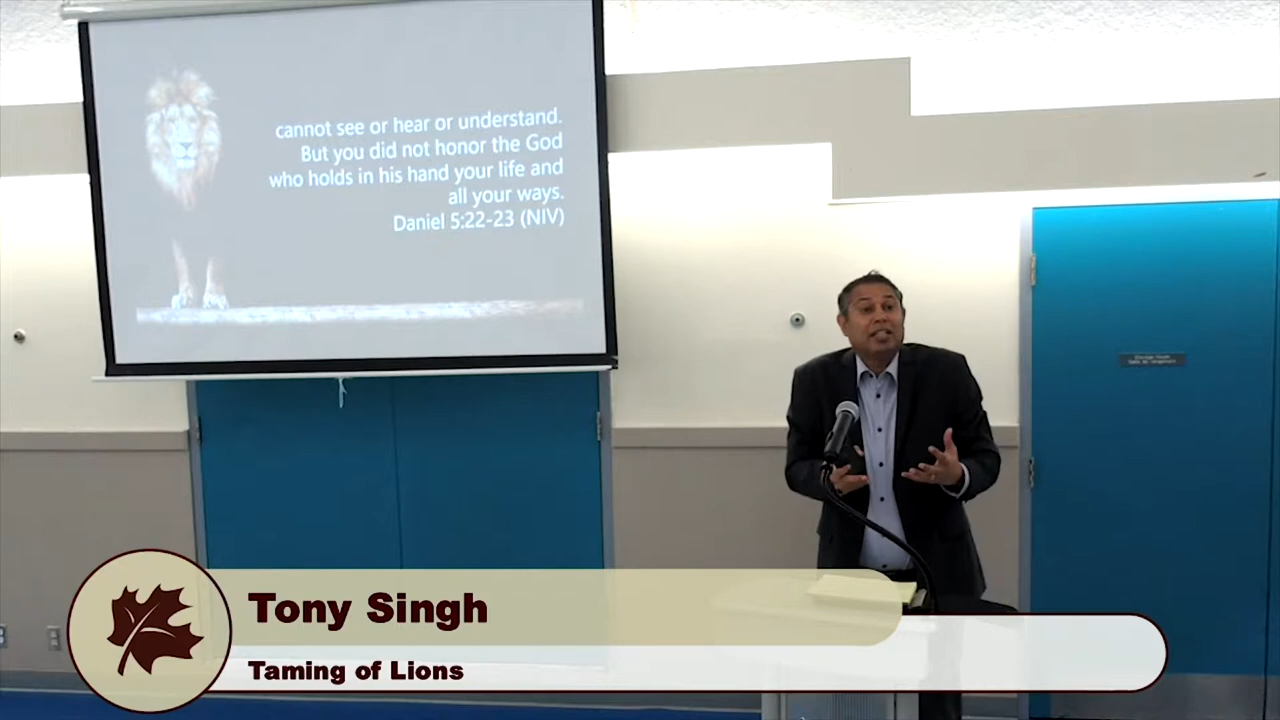 cannot see or hear or understand.
But you did not honor the God
who holds in his hand your life and
all your ways.
Daniel 5:22-23 (NIV)
Tony Singh
Taming of Lions